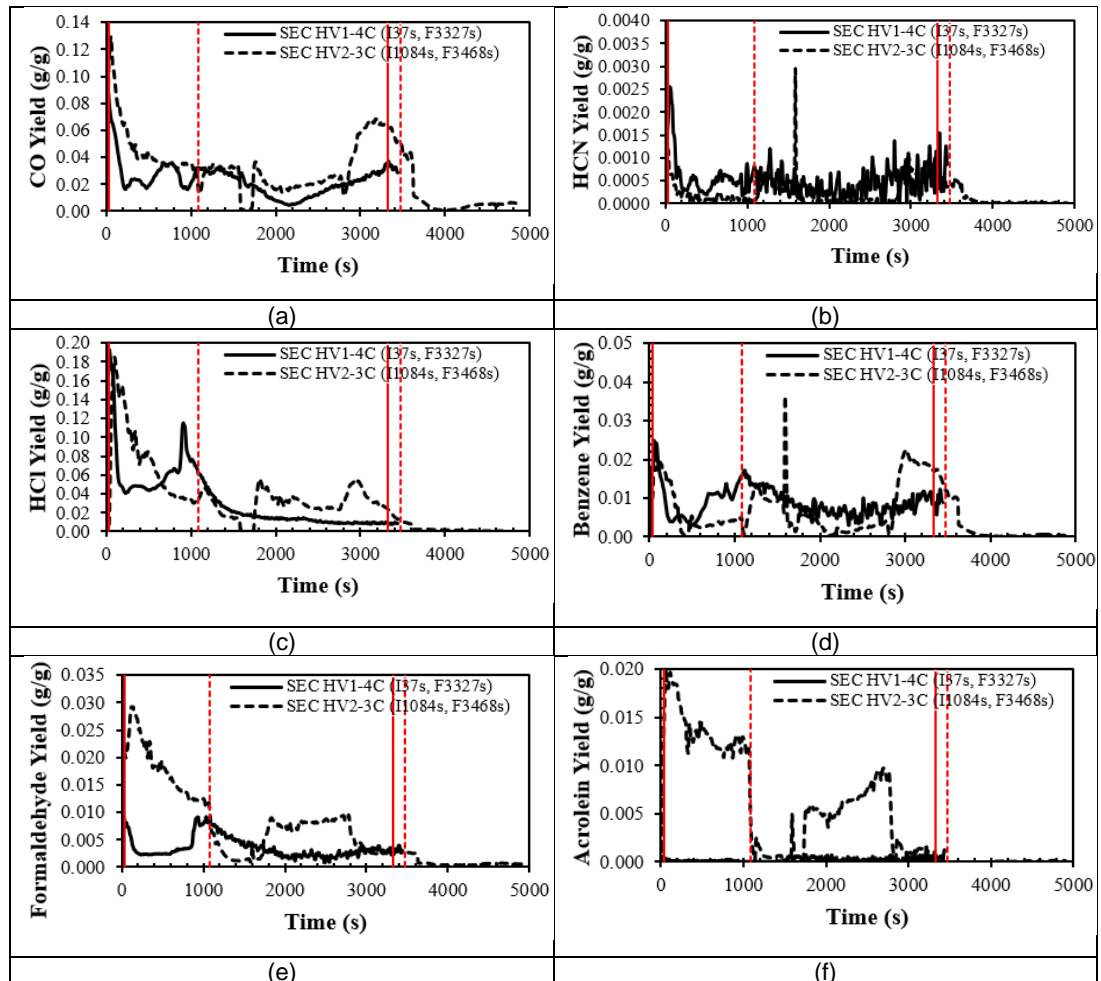 CO Yield (g/g)
0.14
0.12
0.10
0.08
0.06
0.04
0.02
0.00
SEC HV1-4C (I37s, F3327s)
SEC HV2-3C (I1084s, F3468s)
0 1000 2000 3000 4000 5000
Time (s)
HCN Yield (g/g)
0.0040
0.0035
0.0030
0.0025
0.0020
0.0015
0.0010
0.0005
0.0000
SEC HV1-4C (I37s, F3327s)
SEC HV2-3C (I1084s, F3468s)
0 1000 2000 3000 4000 5000
Time (s)
(a)
(b)
HCl Yield (g/g)
0.20
0.18
0.16
0.14
0.12
0.10
0.08
0.06
0.04
0.02
0.00
SEC HV1-4C (I37s, F3327s)
SEC HV2-3C (I1084s, F3468s)
0 1000 2000 3000 4000 5000
Time (s)
Benzene Yield (g/g)
0.05
0.04
0.03
0.02
0.01
0.00
SEC HV1-4C (I37s, F3327s)
SEC HV2-3C (I1084s, F3468s)
0 1000 2000 3000 4000 5000
Time (s)
(c)
(d)
Formaldehyde Yield (g/g)
0.035
0.030
0.025
0.020
0.015
0.010
0.005
0.000
SEC HV1-4C (I37s, F3327s)
SEC HV2-3C (I1084s, F3468s)
0 1000 2000 3000 4000 5000
Time (s)
Acrolein Yield (g/g)
0.020
0.015
0.010
0.005
0.000
SEC HV1-4C (I37s, F3327s)
SEC HV2-3C (I1084s, F3468s)
0 1000 2000 3000 4000 5000
Time (s)
(e)
(f)